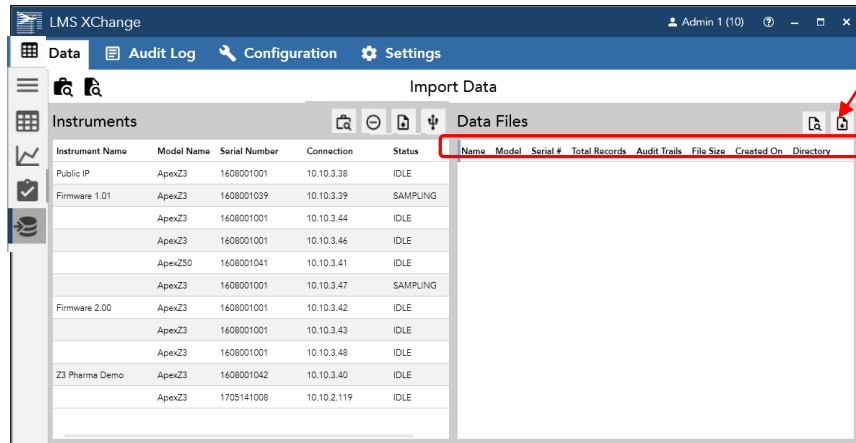 LMS XChange Admin 1 (10)
Data Audit Log Configuration Settings
Import Data
Instruments Data Files
Instrument Name Model Name Serial Number Connection Status Name Model Serial # Total Records Audit Trails File Size Created On Directory
Public IP ApexZ3 1608001001 10.10.3.38 IDLE
Firmware 1.01 ApexZ3 1608001039 10.10.3.39 SAMPLING
ApexZ3 1608001001 10.10.3.44 IDLE
ApexZ3 1608001001 10.10.3.46 IDLE
ApexZ50 1608001041 10.10.3.41 IDLE
ApexZ3 1608001001 10.10.3.47 SAMPLING
Firmware 2.00 ApexZ3 1608001001 10.10.3.42 IDLE
ApexZ3 1608001001 10.10.3.43 IDLE
ApexZ3 1608001001 10.10.3.48 IDLE
Z3 Pharma Demo ApexZ3 1608001042 10.10.3.40 IDLE
ApexZ3 1705141008 10.10.2.119 IDLE